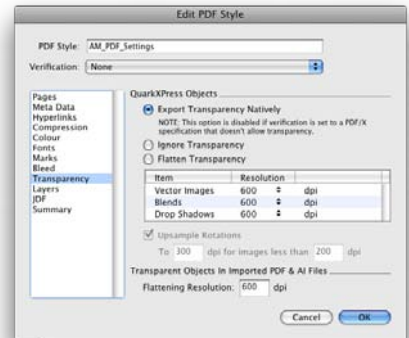 Edit PDF Style
PDF Style: AM_PDF_Settings
Verification: None
Pages
Meta Data
Hyperlinks
Compression
Colour
Fonts
Marks
Bleed
Transparency
Layers
JDF
Summary
QuarkXPress Objects
Export Transparency Natively
NOTE: This option is disabled if verification is set to a PDF/X
specification that doesn't allow transparency.
Ignore Transparency
Flatten Transparency
Item Resolution
Vector Images 600 dpi
Blends 600 dpi
Drop Shadows 600 dpi
Upsample Rotations
To 300 dpi for images less than 200 dpi
Transparent Objects In Imported PDF & AI Files
Flattening Resolution: 600 dpi
Cancel OK